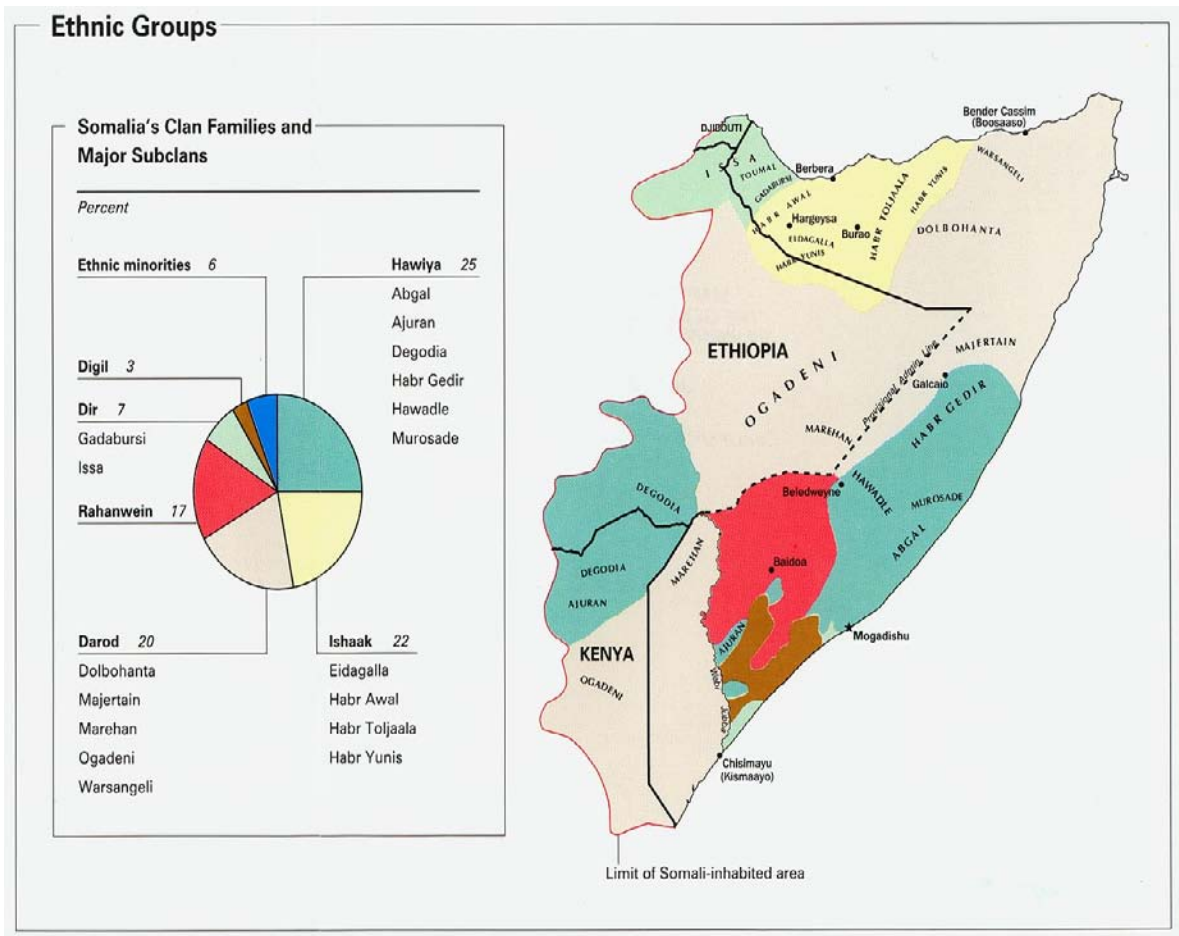 Ethnic Groups
Somalia's Clan Families and
Major Subclans
Percent
Ethnic minorities 6
Digil 3
Dir 7
Gadabursi
Issa
Rahanwein 17
Hawiya 25
Abgal
Ajuran
Degodia
Habr Gedir
Hawadle
Murosade
Darod 20
Dolbohanta
Majertain
Marehan
Ogadeni
Warsangeli
Ishaak 22
Eidagalla
Habr Awal
Habr Toljaala
Habr Yunis
Bender Cassim
(Boosaaso)
DJIBOUTI
ISSA
TOUMAL
GADABURSI
Berbera
WARSANGELI
HABR AWAL
Hargeysa
EIDAGALLA
HABR YUNIS
Burao
HABR TOLJAALA
HABR YUNIS
DOLBOHANTA
ETHIOPIA
OGADENI
Provisional Admin. Line
MAJERTAIN
Galcaio
HABR GEDIR
MAREHAN
Beledweyne
HAWADLE
MUROSADE
ABGAL
DEGODIA
DEGODIA
AJURAN
MAREHAN
Baidoa
AJURAN
Mogadishu
KENYA
OGADENI
Webi
Jubba
Chisimayu
(Kismaayo)
Limit of Somali-inhabited area